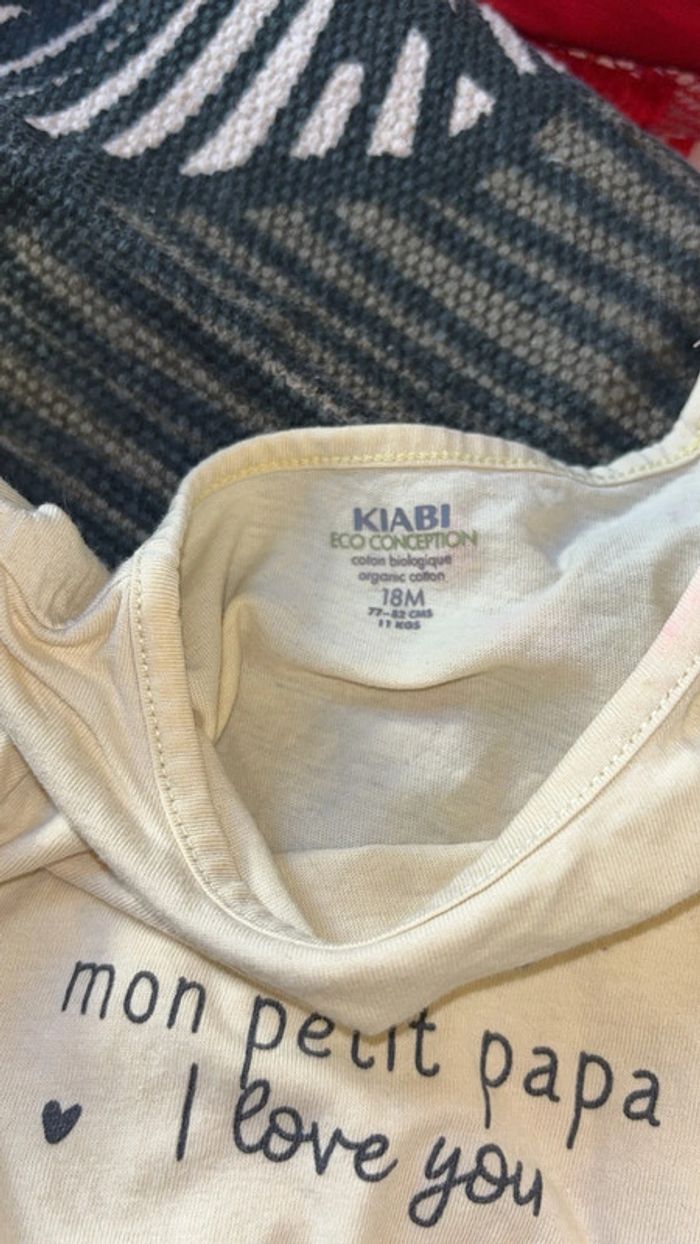 KIABI
ECO CONCEPTION
coton biologique
organic cotton
18M
77-82 CMS
11 KGS
mon petit papa
I love you